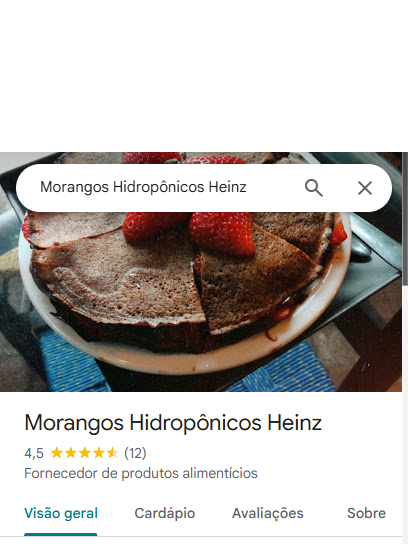 Morangos Hidropônicos Heinz
Morangos Hidropônicos Heinz
4,5 (12)
Fornecedor de produtos alimentícios
Visão geral Cardápio Avaliações Sobre